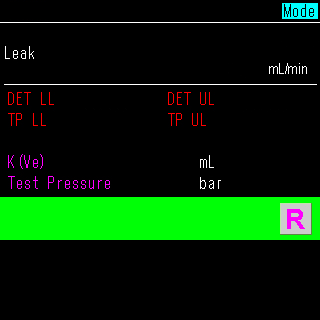 Mode
Leak
mL/min
DET LL DET UL
TP LL TP UL
K(Ve) mL
Test Pressure bar
R